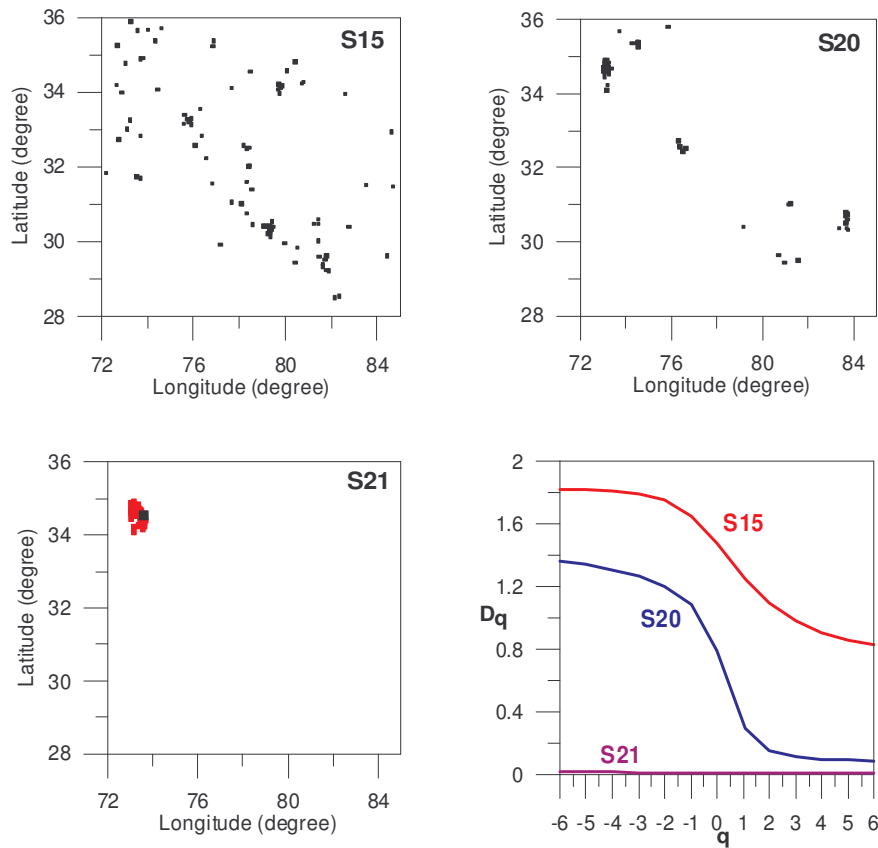 36
34
32
30
28
Latitude (degree)
S15
72 76 80 84
Longitude (degree)
36
34
32
30
28
Latitude (degree)
S20
72 76 80 84
Longitude (degree)
36
34
32
30
28
Latitude (degree)
S21
72 76 80 84
Longitude (degree)
2
1.6
1.2
0.8
0.4
0
Dq
S15
S20
S21
-6 -5 -4 -3 -2 -1 0 1 2 3 4 5 6
q